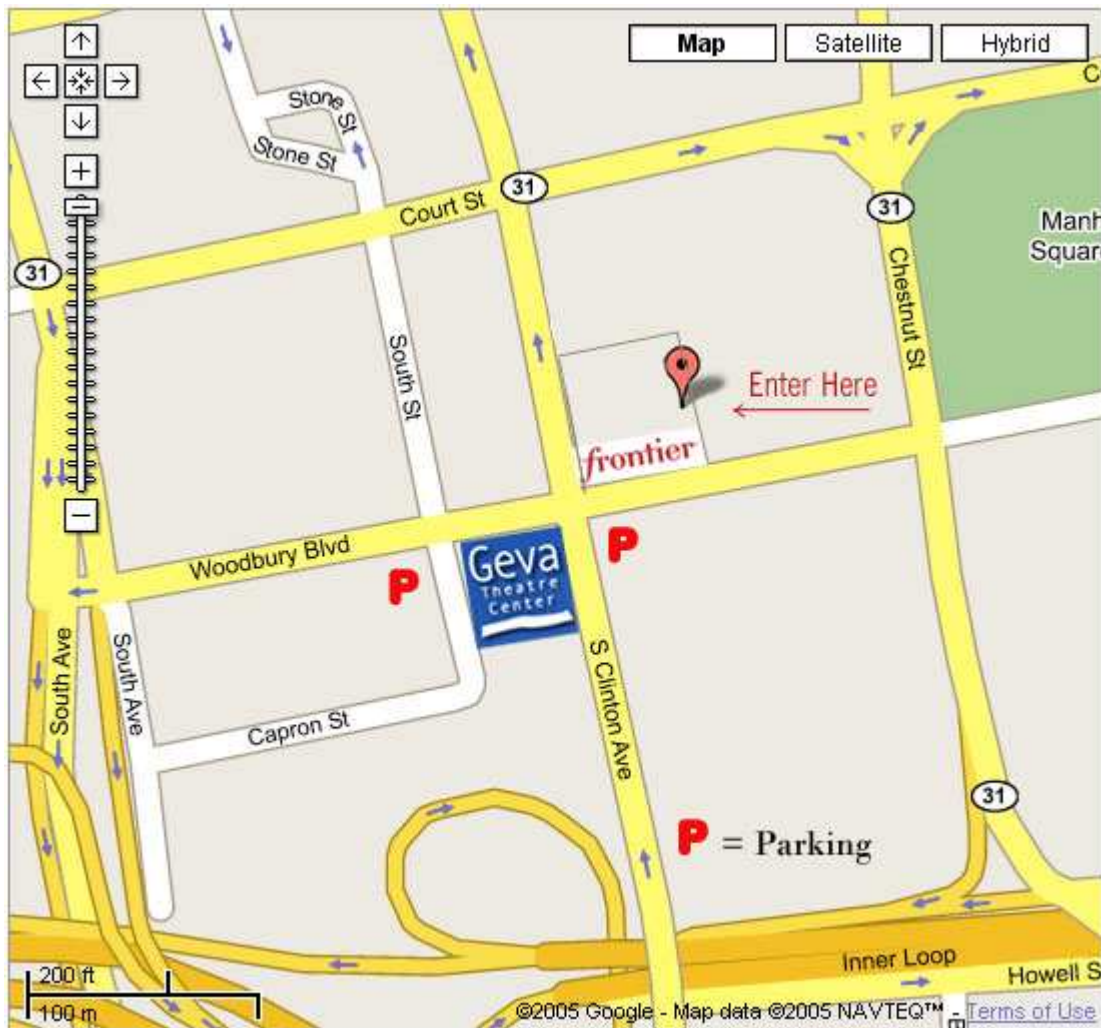 Map
Satellite
Hybrid
Stone St
Stone St
31
Court St
31
31
Manh
Squar
Chestnut St
South St
Enter Here
frontier
Woodbury Blvd
P
Geva
Theatre
Center
P
South Ave
South Ave
S Clinton Ave
Capron St
31
P = Parking
Inner Loop
Howell S
200 ft
100 m
©2005 Google - Map data ©2005 NAVTEQ™ - Terms of Use